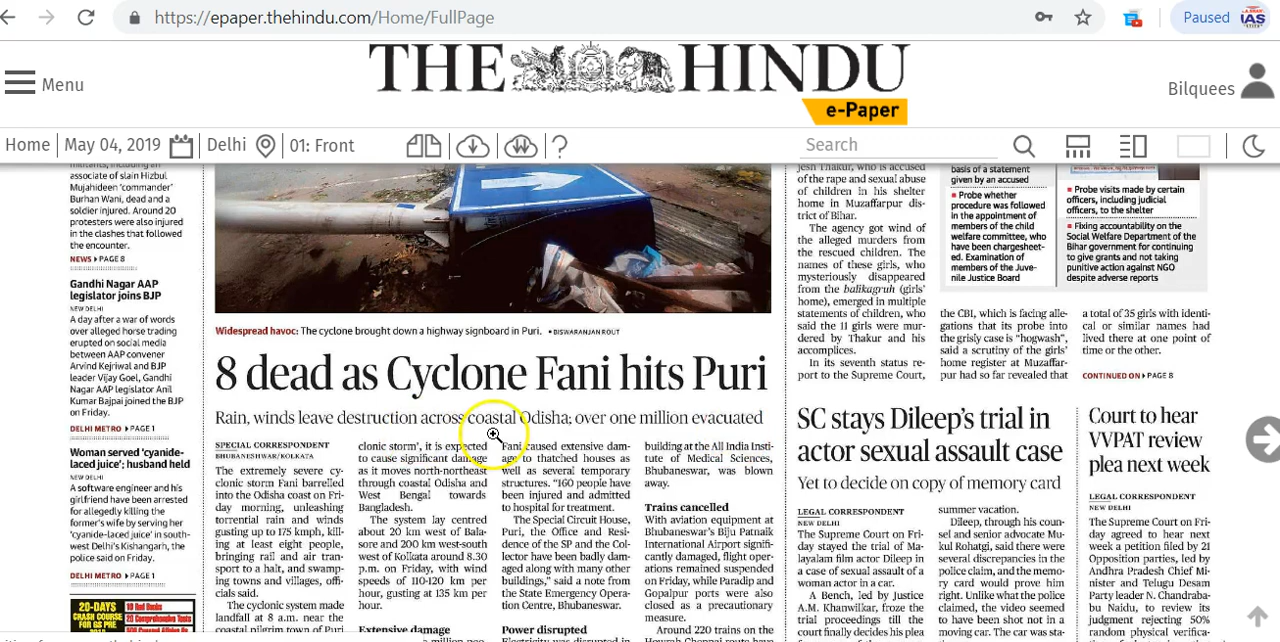 https://epaper.thehindu.com/Home/FullPage
Paused
IAS
THE HINDU
e-Paper
Menu
Bilquees
Home
May 04, 2019
Delhi
01: Front
?
Search
militants, including an
associate of slain Hizbul
Mujahideen ‘commander’
Burhan Wani, dead and a
soldier injured. Around 20
protesters were also injured
in the clashes that followed
the encounter.
NEWS PAGE 8
Gandhi Nagar AAP
legislator joins BJP
NEW DELHI
A day after a war of words
over alleged horse trading
erupted on social media
between AAP convener
Arvind Kejriwal and BJP
leader Vijay Goel, Gandhi
Nagar AAP legislator Anil
Kumar Bajpai joined the BJP
on Friday.
DELHI METRO PAGE 1
Woman served ‘cyanide-
laced juice’; husband held
NEW DELHI
A software engineer and his
girlfriend have been arrested
for allegedly killing the
former’s wife by serving her
‘cyanide-laced juice’ in south-
west Delhi’s Kishangarh, the
police said on Friday.
DELHI METRO PAGE 1
20-DAYS
CRASH COURSE
FOR GS PRE
10 Red Books
20 Comprehensive Tests
Widespread havoc: The cyclone brought down a highway signboard in Puri. • BISWARANJAN ROUT
8 dead as Cyclone Fani hits Puri
Rain, winds leave destruction across coastal Odisha; over one million evacuated
SPECIAL CORRESPONDENT
BHUBANESHWAR/KOLKATA
The extremely severe cy-
clonic storm Fani barrelled
into the Odisha coast on Fri-
day morning, unleashing
torrential rain and winds
gusting up to 175 kmph, kill-
ing at least eight people,
bringing rail and air tran-
sport to a halt, and swamp-
ing towns and villages, offi-
cials said.
The cyclonic system made
landfall at 8 a.m. near the
coastal pilgrim town of Puri
clonic storm’, it is expected
to cause significant damage
as it moves north-northeast
through coastal Odisha and
West Bengal towards
Bangladesh.
The system lay centred
about 20 km west of Bala-
sore and 200 km west-south
west of Kolkata around 8.30
p.m. on Friday, with wind
speeds of 110-120 km per
hour, gusting at 135 km per
hour.
Extensive damage
Fani caused extensive dam-
age to thatched houses as
well as several temporary
structures. “160 people have
been injured and admitted
to hospital for treatment.
The Special Circuit House,
Puri, the Office and Resi-
dence of the SP and the Col-
lector have been badly dam-
aged along with many other
buildings,” said a note from
the State Emergency Opera-
tion Centre, Bhubaneswar.
Power disrupted
Electricity was disrupted in
building at the All India Insti-
tute of Medical Sciences,
Bhubaneswar, was blown
away.
Trains cancelled
With aviation equipment at
Bhubaneswar’s Biju Patnaik
International Airport signifi-
cantly damaged, flight oper-
ations remained suspended
on Friday, while Paradip and
Gopalpur ports were also
closed as a precautionary
measure.
Around 220 trains on the
Howrah-Chennai route have
jesh Thakur, who is accused
of the rape and sexual abuse
of children in his shelter
home in Muzaffarpur dis-
trict of Bihar.
The agency got wind of
the alleged murders from
the rescued children. The
names of these girls, who
mysteriously disappeared
from the balikagruh (girls’
home), emerged in multiple
statements of children, who
said the 11 girls were mur-
dered by Thakur and his
accomplices.
In its seventh status re-
port to the Supreme Court,
basis of a statement
given by an accused
Probe whether
procedure was followed
in the appointment of
members of the child
welfare committee, who
have been chargesheet-
ed. Examination of
members of the Juve-
nile Justice Board
Probe visits made by certain
officers, including judicial
officers, to the shelter
Fixing accountability on the
Social Welfare Department of the
Bihar government for continuing
to give grants and not taking
punitive action against NGO
despite adverse reports
the CBI, which is facing alle-
gations that its probe into
the grisly case is “hogwash”,
said a scrutiny of the girls’
home register at Muzaffar-
pur had so far revealed that
a total of 35 girls with identi-
cal or similar names had
lived there at one point of
time or the other.
CONTINUED ON PAGE 8
SC stays Dileep’s trial in
actor sexual assault case
Yet to decide on copy of memory card
LEGAL CORRESPONDENT
NEW DELHI
The Supreme Court on Fri-
day stayed the trial of Ma-
layalam film actor Dileep in
a case of sexual assault of a
woman actor in a car.
A Bench, led by Justice
A.M. Khanwilkar, froze the
trial proceedings till the
court finally decides his plea
summer vacation.
Dileep, through his coun-
sel and senior advocate Mu-
kul Rohatgi, said there were
several discrepancies in the
police claim, and the memo-
ry card would prove him
right. Unlike what the police
claimed, the video seemed
to have been shot not in a
moving car. The car was sta-
Court to hear
VVPAT review
plea next week
LEGAL CORRESPONDENT
NEW DELHI
The Supreme Court on Fri-
day agreed to hear next
week a petition filed by 21
Opposition parties, led by
Andhra Pradesh Chief Mi-
nister and Telugu Desam
Party leader N. Chandraba-
bu Naidu, to review its
judgment rejecting 50%
random physical verifica-